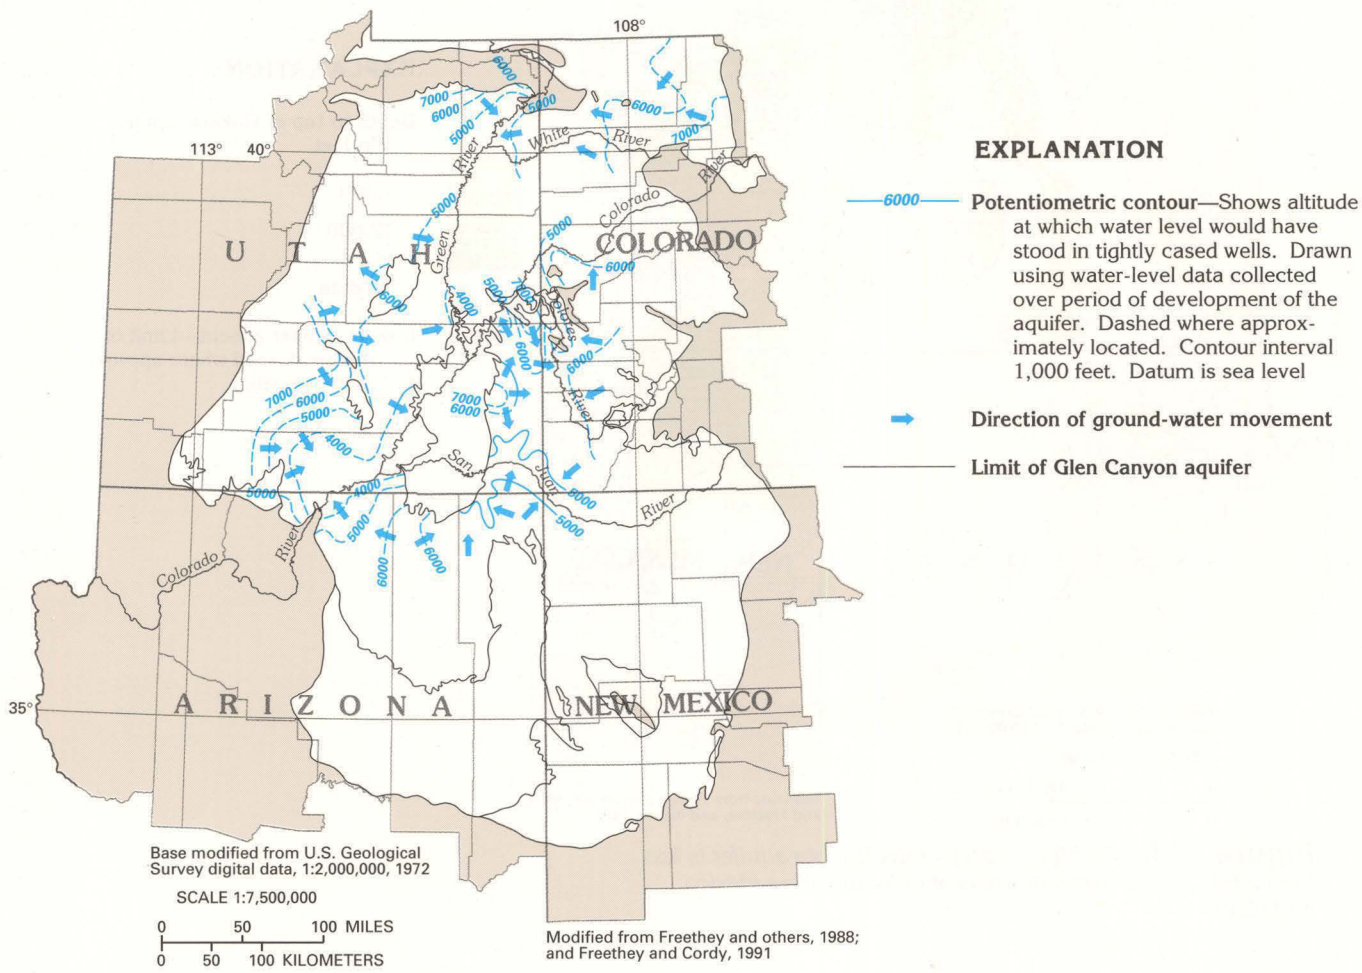 108°
6000
7000
6000
5000
5000
6000
7000
White
River
River
113°
40°
River
Colorado
5000
5000
UTAH
Green
COLORADO
6000
6000
4000
5000
7000
Dolores
6000
6000
7000
6000
5000
7000
6000
River
4000
San
Juan
5000
4000
6000
River
5000
5000
River
6000
6000
Colorado
35°
ARIZONA
NEW MEXICO
EXPLANATION
6000
Potentiometric contour—Shows altitude
at which water level would have
stood in tightly cased wells. Drawn
using water-level data collected
over period of development of the
aquifer. Dashed where approx-
imately located. Contour interval
1,000 feet. Datum is sea level
Direction of ground-water movement
Limit of Glen Canyon aquifer
Base modified from U.S. Geological
Survey digital data, 1:2,000,000, 1972
SCALE 1:7,500,000
0 50 100 MILES
0 50 100 KILOMETERS
Modified from Freethey and others, 1988;
and Freethey and Cordy, 1991